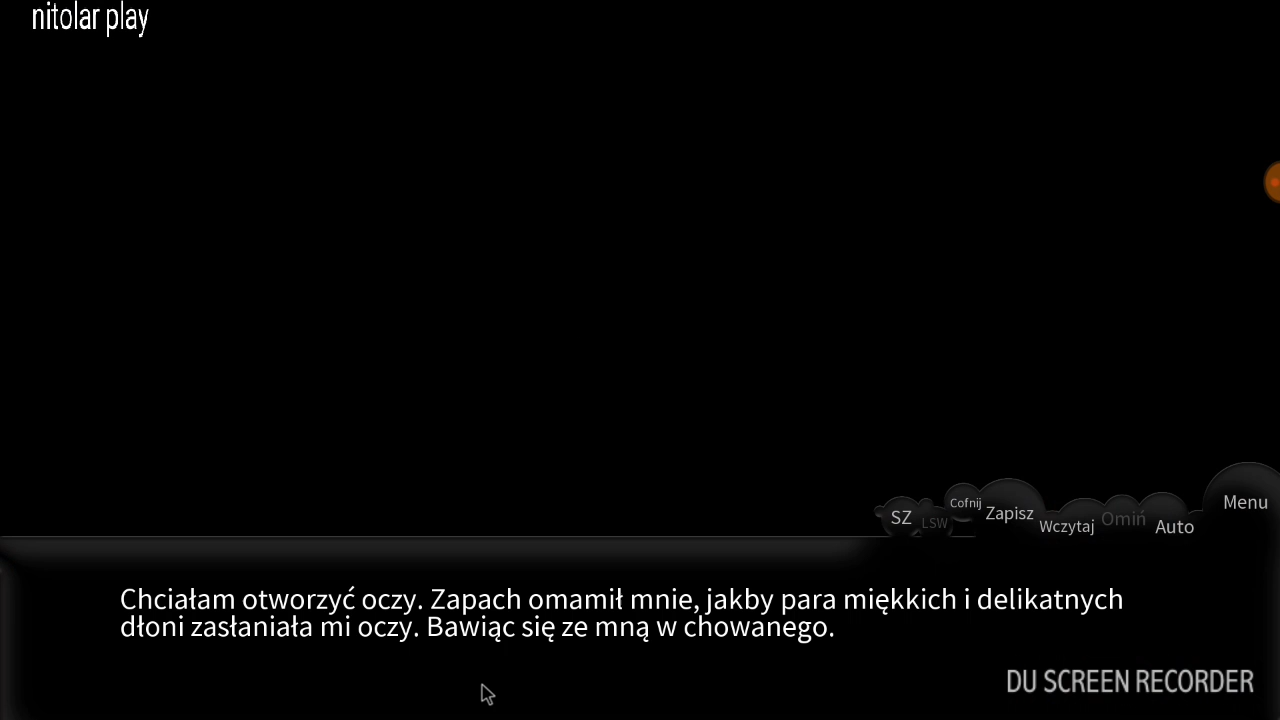 nitolar play
SZ
LSW
Cofnij
Zapisz
Wczytaj
Omiń
Auto
Menu
Chciałam otworzyć oczy. Zapach omamił mnie, jakby para miękkich i delikatnych
dłoni zasłaniała mi oczy. Bawiąc się ze mną w chowanego.
DU SCREEN RECORDER